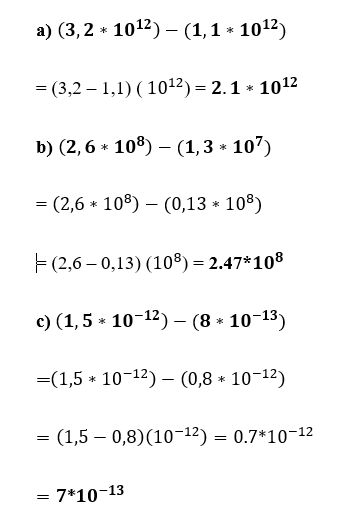 a) (3, 2 * 10¹²) – (1, 1 * 10¹²)
= (3,2 – 1,1) ( 10¹²) = 2. 1 * 10¹²
b) (2, 6 * 10⁸) – (1, 3 * 10⁷)
= (2,6 * 10⁸) – (0,13 * 10⁸)
= (2,6 – 0,13) (10⁸) = 2.47*10⁸
c) (1, 5 * 10⁻¹²) – (8 * 10⁻¹³)
=(1,5 * 10⁻¹²) – (0,8 * 10⁻¹²)
= (1,5 – 0,8)(10⁻¹²) = 0.7*10⁻¹²
= 7*10⁻¹³